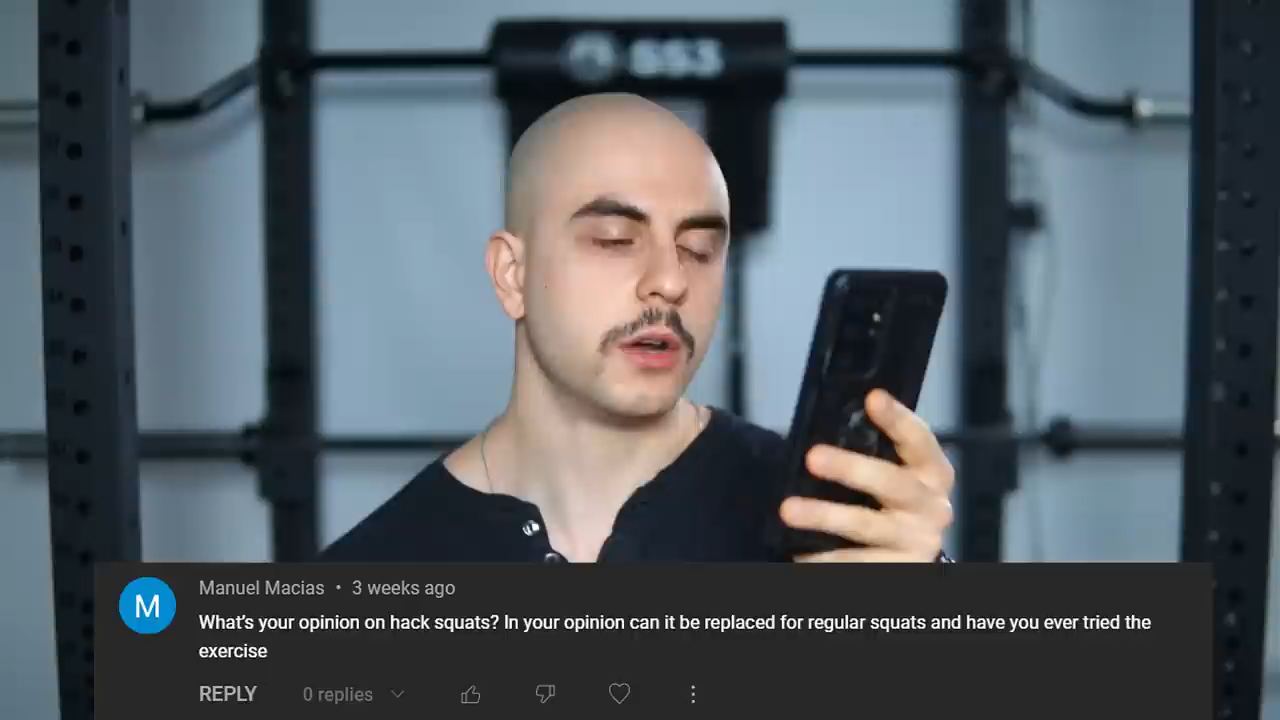 SS3
Manuel Macias • 3 weeks ago
M
What's your opinion on hack squats? In your opinion can it be replaced for regular squats and have you ever tried the
exercise
REPLY 0 replies